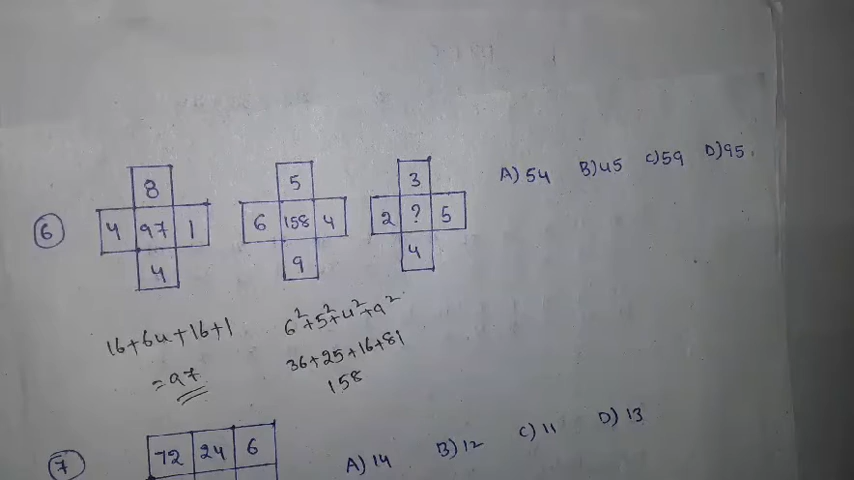 6
8
4 97 1
4
5
6 158 4
9
3
2 ? 5
4
A) 54 B) 45 C) 59 D) 95
16+64+16+1
=97
6²+5²+4²+9²
36+25+16+81
158
7
72 24 6
A) 14 B) 12 C) 11 D) 13